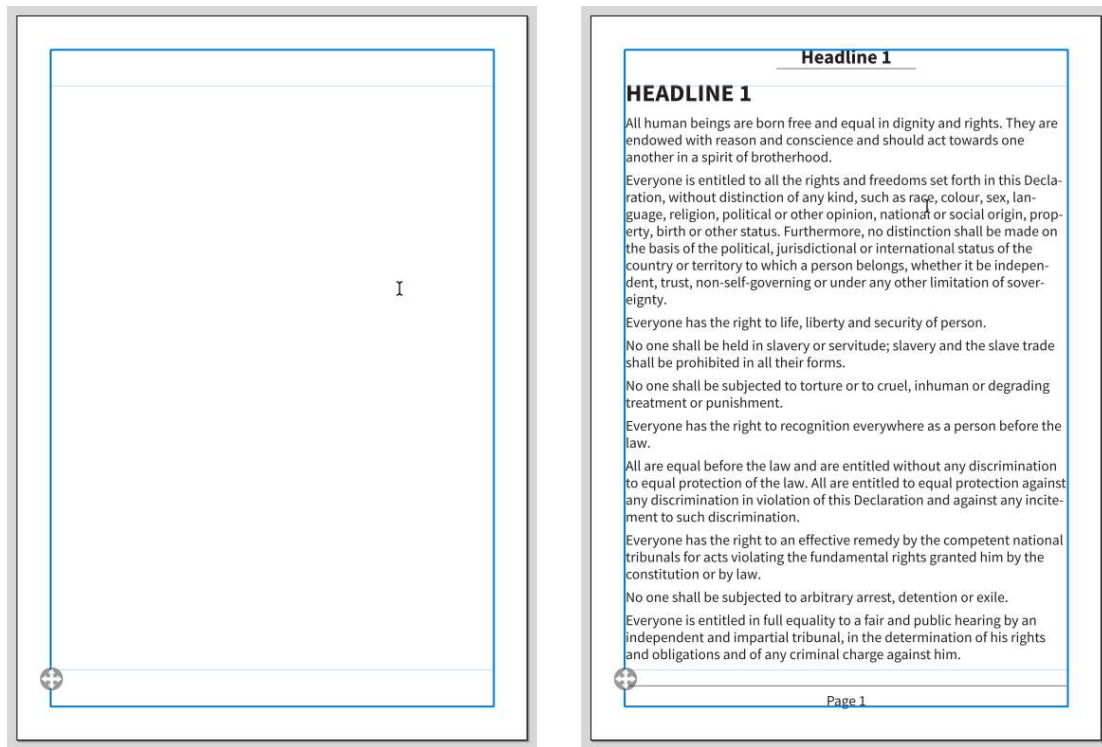 Headline 1
HEADLINE 1
All human beings are born free and equal in dignity and rights. They are
endowed with reason and conscience and should act towards one
another in a spirit of brotherhood.
Everyone is entitled to all the rights and freedoms set forth in this Decla-
ration, without distinction of any kind, such as race, colour, sex, lan-
guage, religion, political or other opinion, national or social origin, prop-
erty, birth or other status. Furthermore, no distinction shall be made on
the basis of the political, jurisdictional or international status of the
country or territory to which a person belongs, whether it be indepen-
dent, trust, non-self-governing or under any other limitation of sover-
eignty.
Everyone has the right to life, liberty and security of person.
No one shall be held in slavery or servitude; slavery and the slave trade
shall be prohibited in all their forms.
No one shall be subjected to torture or to cruel, inhuman or degrading
treatment or punishment.
Everyone has the right to recognition everywhere as a person before the
law.
All are equal before the law and are entitled without any discrimination
to equal protection of the law. All are entitled to equal protection against
any discrimination in violation of this Declaration and against any incite-
ment to such discrimination.
Everyone has the right to an effective remedy by the competent national
tribunals for acts violating the fundamental rights granted him by the
constitution or by law.
No one shall be subjected to arbitrary arrest, detention or exile.
Everyone is entitled in full equality to a fair and public hearing by an
independent and impartial tribunal, in the determination of his rights
and obligations and of any criminal charge against him.
Page 1